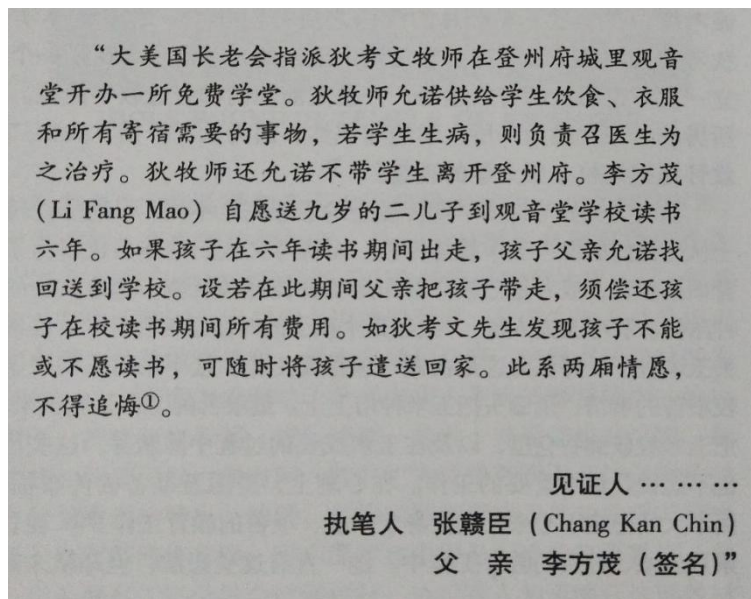 “大美国长老会指派狄考文牧师在登州府城里观音
堂开办一所免费学堂。狄牧师允诺供给学生饮食、衣服
和所有寄宿需要的事物，若学生生病，则负责召医生为
之治疗。狄牧师还允诺不带学生离开登州府。李方茂
(Li Fang Mao) 自愿送九岁的二儿子到观音堂学校读书
六年。如果孩子在六年读书期间出走，孩子父亲允诺找
回送到学校。设若在此期间父亲把孩子带走，须偿还孩
子在校读书期间所有费用。如狄考文先生发现孩子不能
或不愿读书，可随时将孩子遣送回家。此系两厢情愿，
不得追悔①。
见证人 … … …
执笔人 张赣臣 (Chang Kan Chin)
父 亲 李方茂（签名）”